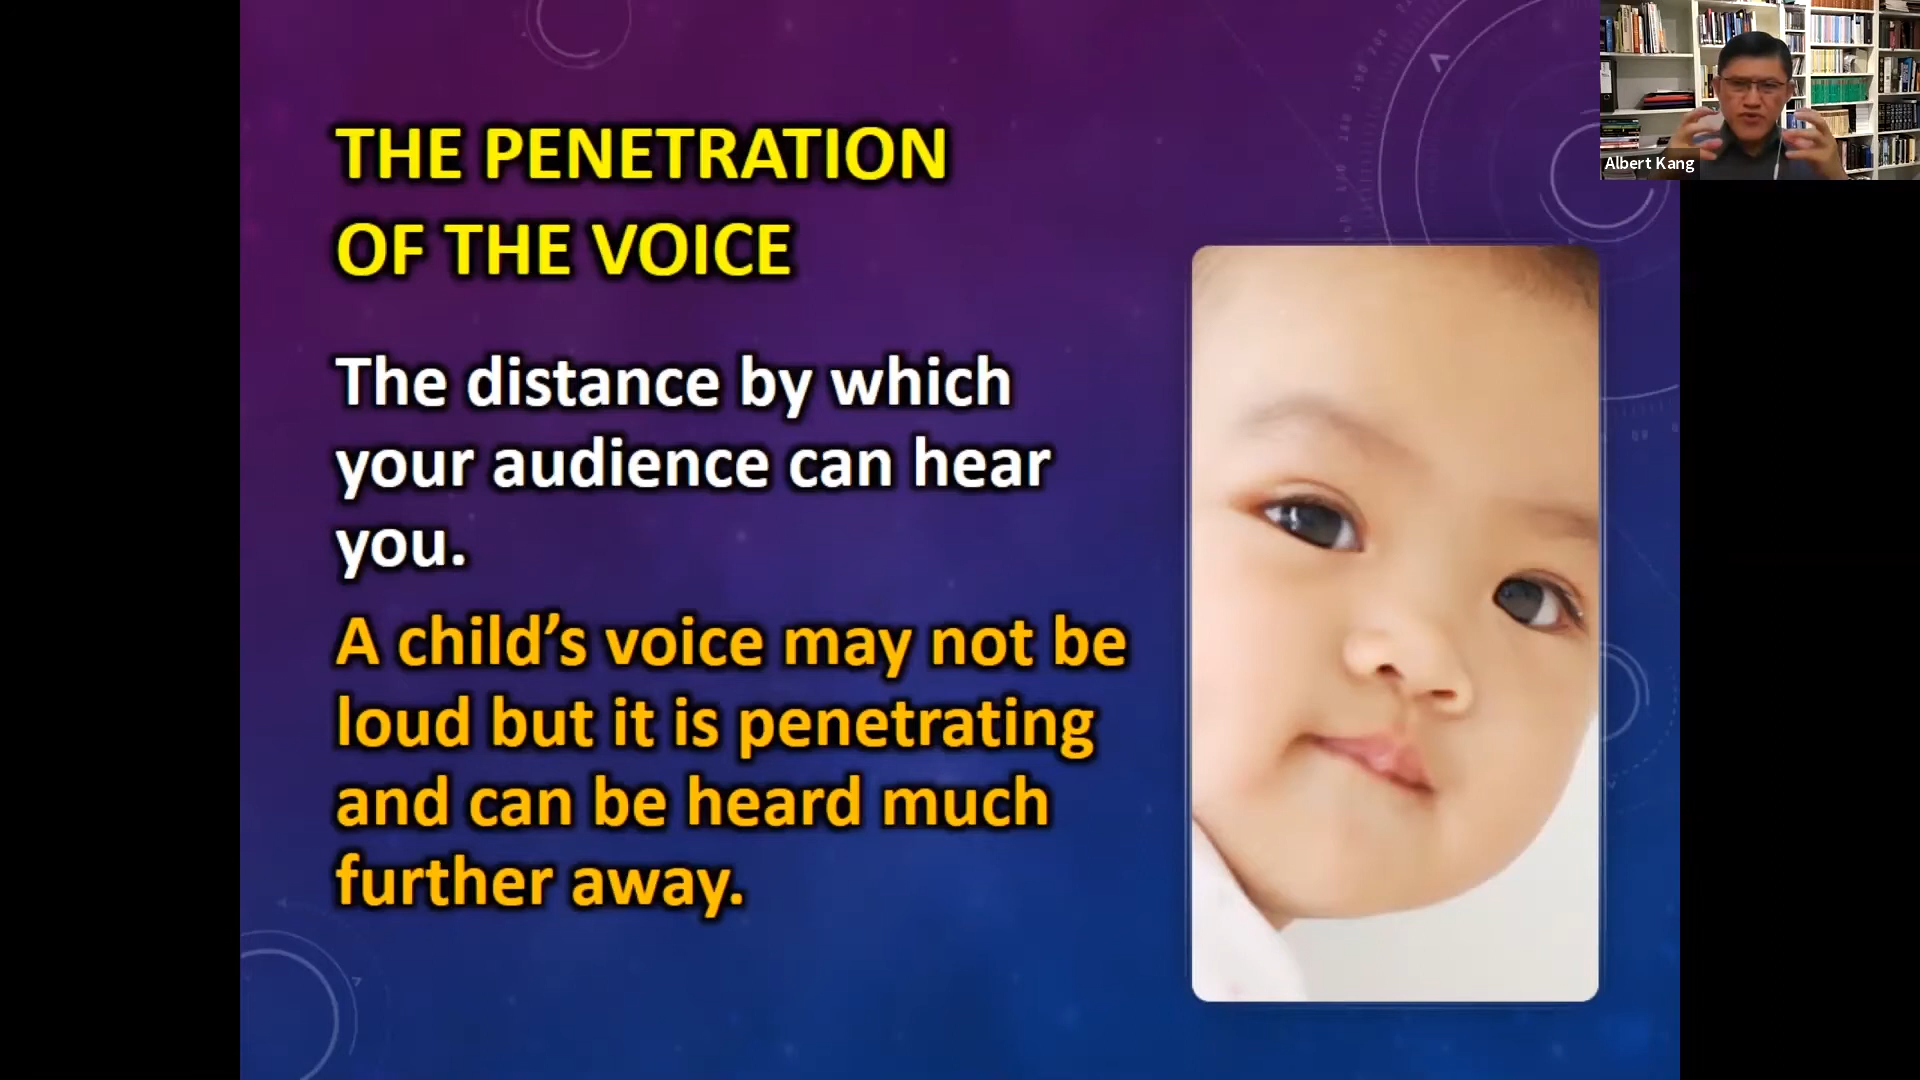 THE PENETRATION
OF THE VOICE
The distance by which
your audience can hear
you.
A child’s voice may not be
loud but it is penetrating
and can be heard much
further away.
Albert Kang